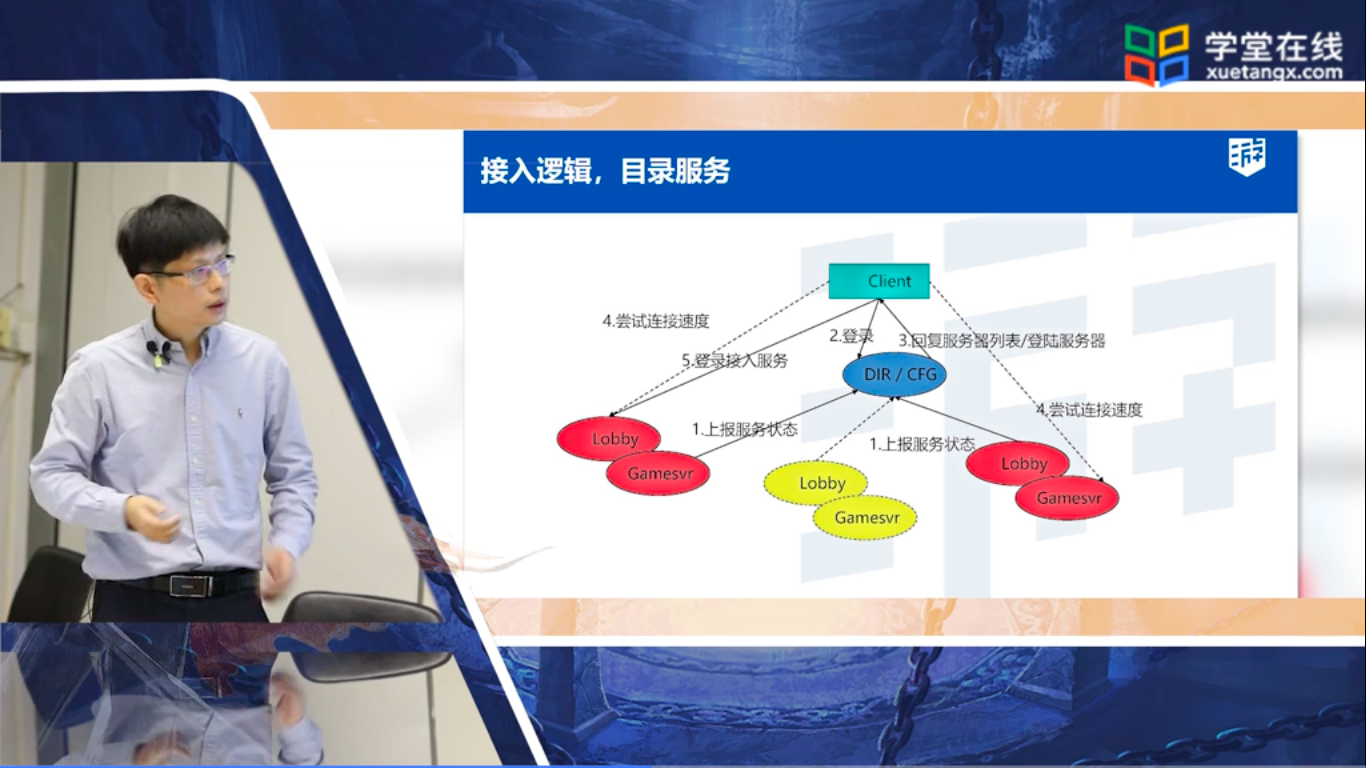 学堂在线
xuetangx.com
接入逻辑，目录服务
Client
4.尝试连接速度
2.登录
3.回复服务器列表/登陆服务器
5.登录接入服务
DIR / CFG
4.尝试连接速度
1.上报服务状态
Lobby
1.上报服务状态
Lobby
Gamesvr
Lobby
Gamesvr
Gamesvr